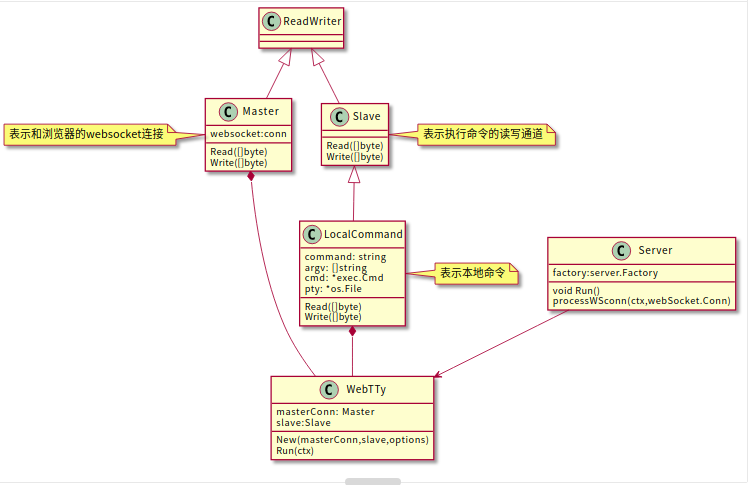 C ReadWriter
C Master
websocket:conn
Read([]byte)
Write([]byte)
表示和浏览器的websocket连接
C Slave
Read([]byte)
Write([]byte)
表示执行命令的读写通道
C LocalCommand
command: string
argv: []string
cmd: *exec.Cmd
pty: *os.File
Read([]byte)
Write([]byte)
表示本地命令
C Server
factory:server.Factory
void Run()
processWSconn(ctx,webSocket.Conn)
C WebTTy
masterConn: Master
slave:Slave
New(masterConn,slave,options)
Run(ctx)